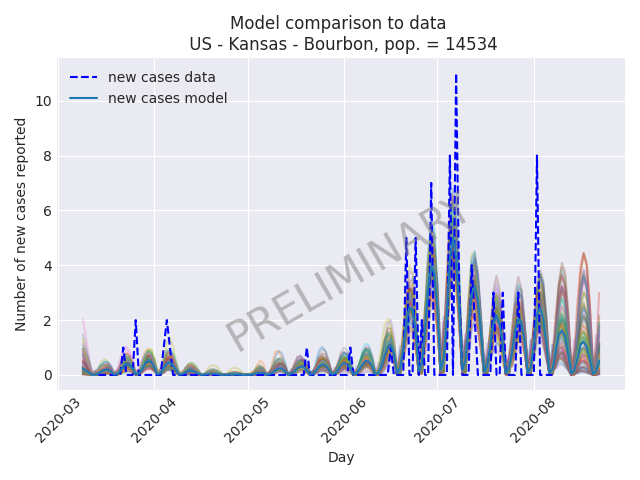 Model comparison to data
US - Kansas - Bourbon, pop. = 14534
new cases data
new cases model
Number of new cases reported
10
8
6
4
2
0
PRELIMINARY
2020-03
2020-04
2020-05
2020-06
2020-07
2020-08
Day